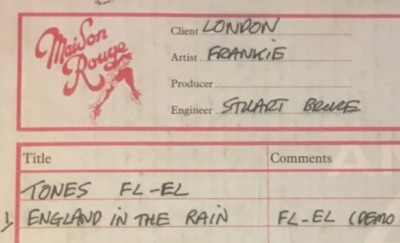 Maison
Rouge
Client LONDON
Artist FRANKIE
Producer
Engineer STUART BRUCE
Title Comments
TONES FL-EL
1, ENGLAND IN THE RAIN FL-EL (DEMO